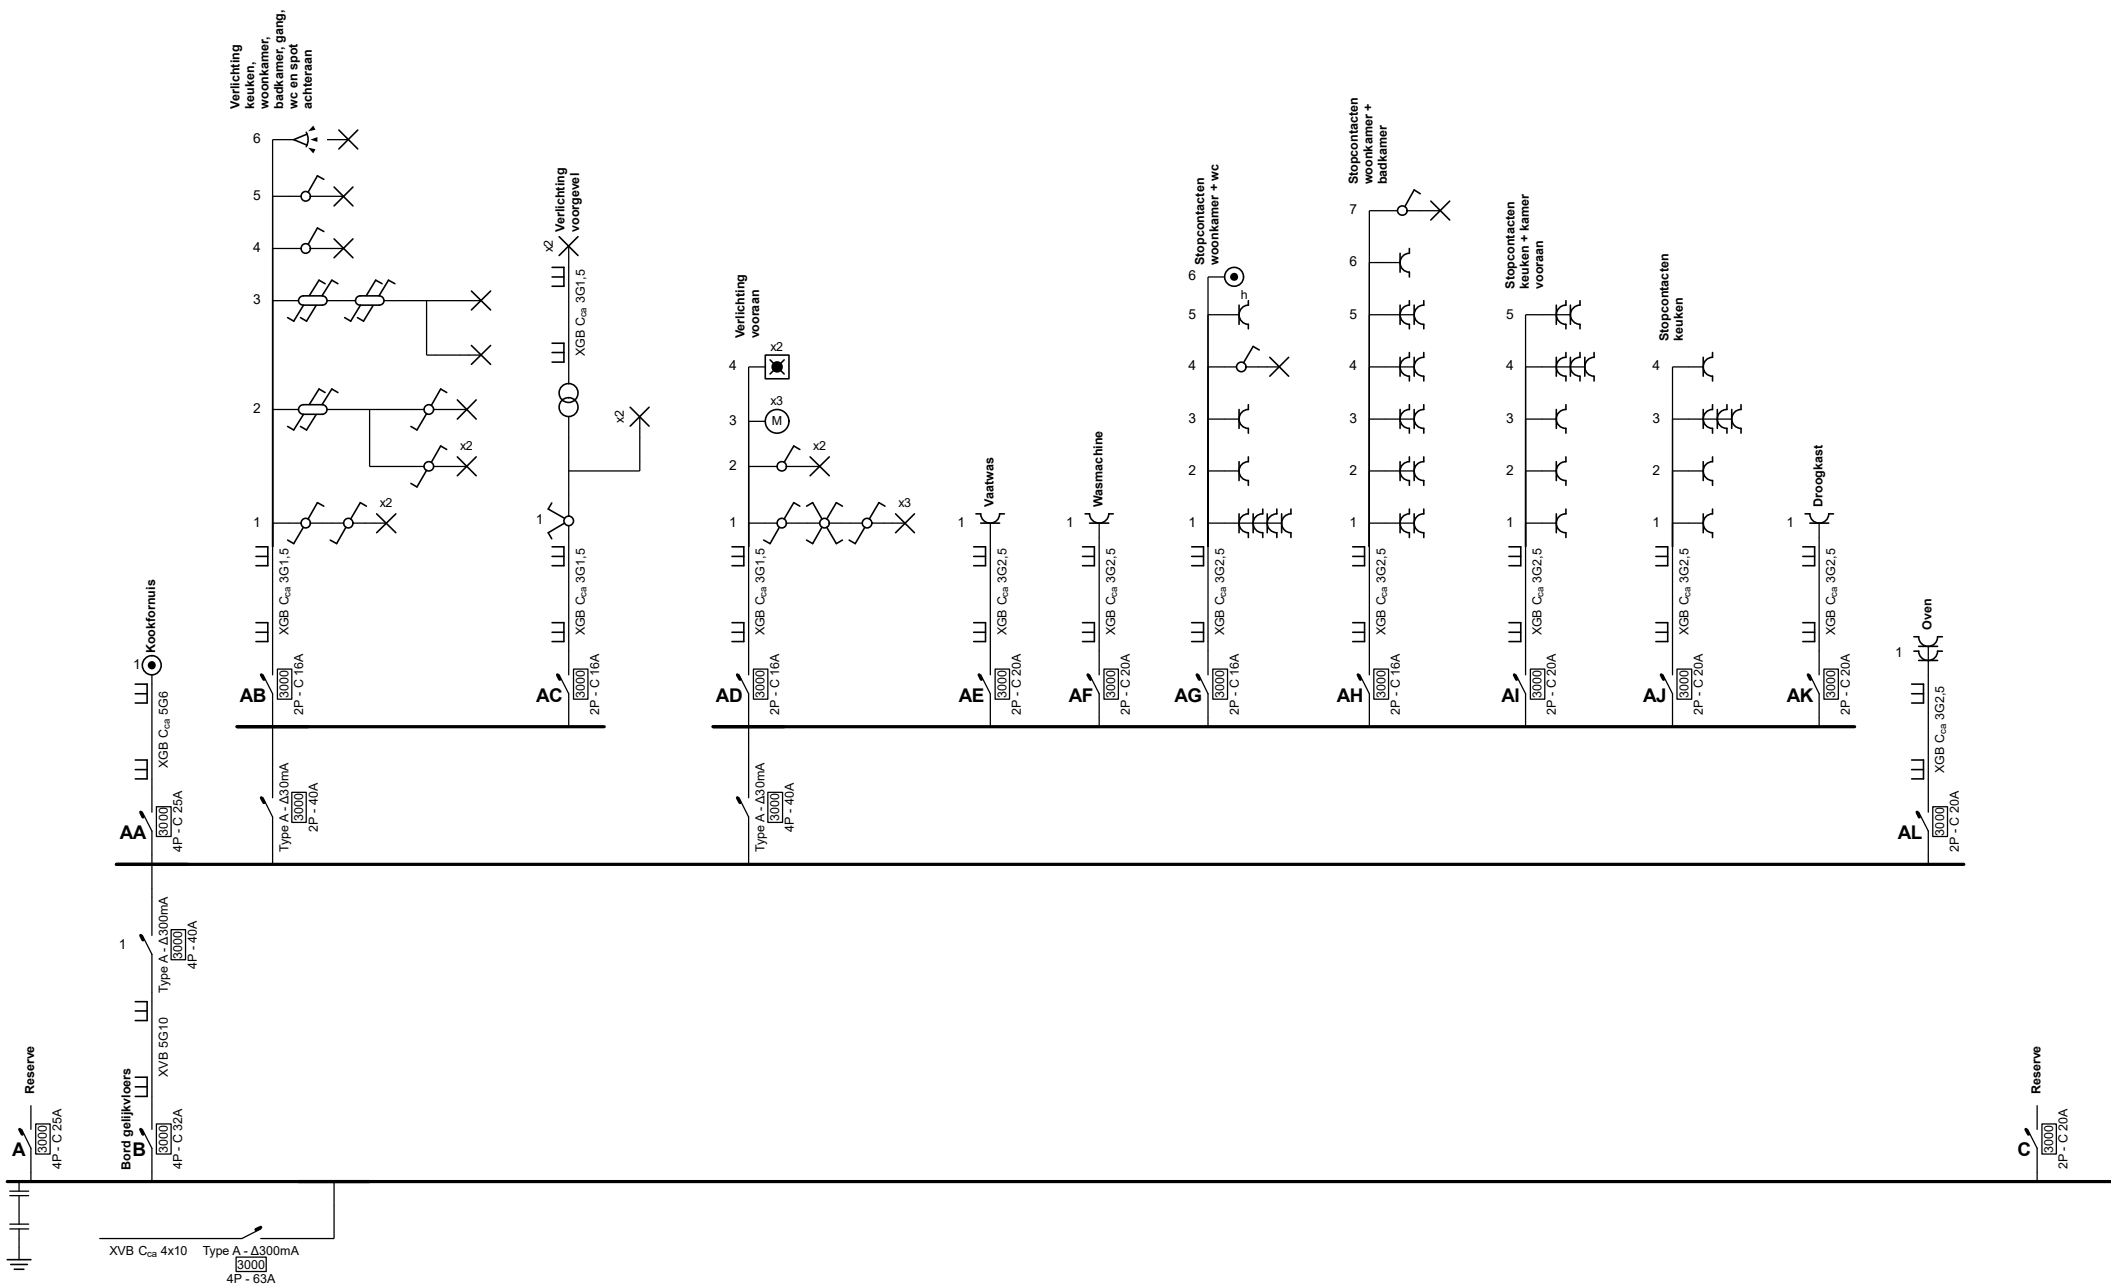 Verlichting
keuken,
woonkamer,
badkamer, gang,
wc en spot
achteraan
6
5
4
3
2
x2
1
x2
XGB Cca 3G1,5
AB
3000
2P - C 16A
Type A - Δ30mA
3000
2P - 40A
Verlichting
voorgevel
x2
XGB Cca 3G1,5
x2
1
XGB Cca 3G1,5
AC
3000
2P - C 16A
Verlichting
vooraan
4
x2
3
x3
M
2
x2
1
x3
XGB Cca 3G1,5
AD
3000
2P - C 16A
Type A - Δ30mA
3000
4P - 40A
Vaatwas
1
XGB Cca 3G2,5
AE
3000
2P - C 20A
Wasmachine
1
XGB Cca 3G2,5
AF
3000
2P - C 20A
Stopcontacten
woonkamer + wc
6
h
5
4
3
2
1
XGB Cca 3G2,5
AG
3000
2P - C 16A
Stopcontacten
woonkamer +
badkamer
7
6
5
4
3
2
1
XGB Cca 3G2,5
AH
3000
2P - C 16A
Stopcontacten
keuken + kamer
vooraan
5
4
3
2
1
XGB Cca 3G2,5
AI
3000
2P - C 20A
Stopcontacten
keuken
4
3
2
1
XGB Cca 3G2,5
AJ
3000
2P - C 20A
Droogkast
1
XGB Cca 3G2,5
AK
3000
2P - C 20A
Oven
1
XGB Cca 3G2,5
AL
3000
2P - C 20A
Kookfornuis
1
XGB Cca 5G6
AA
3000
4P - C 25A
1
Type A - Δ300mA
3000
4P - 40A
XVB 5G10
Bord gelijkvloers
B
3000
4P - C 32A
Reserve
A
3000
4P - C 25A
Reserve
C
3000
2P - C 20A
XVB Cca 4x10
Type A - Δ300mA
3000
4P - 63A